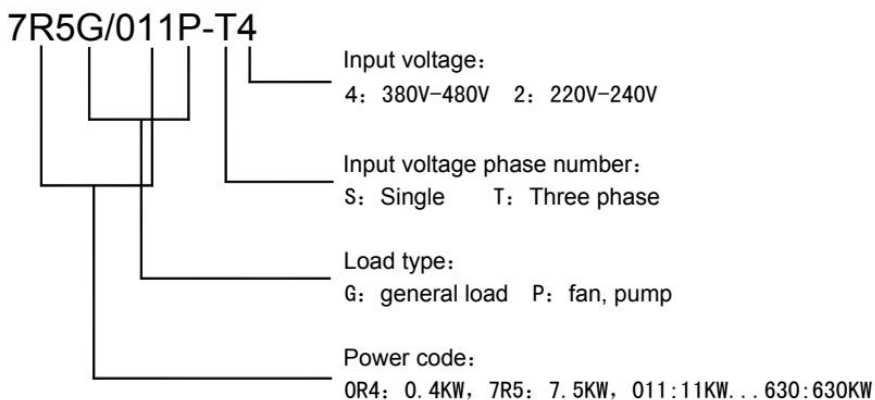 7R5G/011P-T4
Input voltage：
4：380V-480V 2：220V-240V
Input voltage phase number：
S：Single T：Three phase
Load type：
G：general load P：fan, pump
Power code：
0R4：0.4KW，7R5：7.5KW，011:11KW...630:630KW